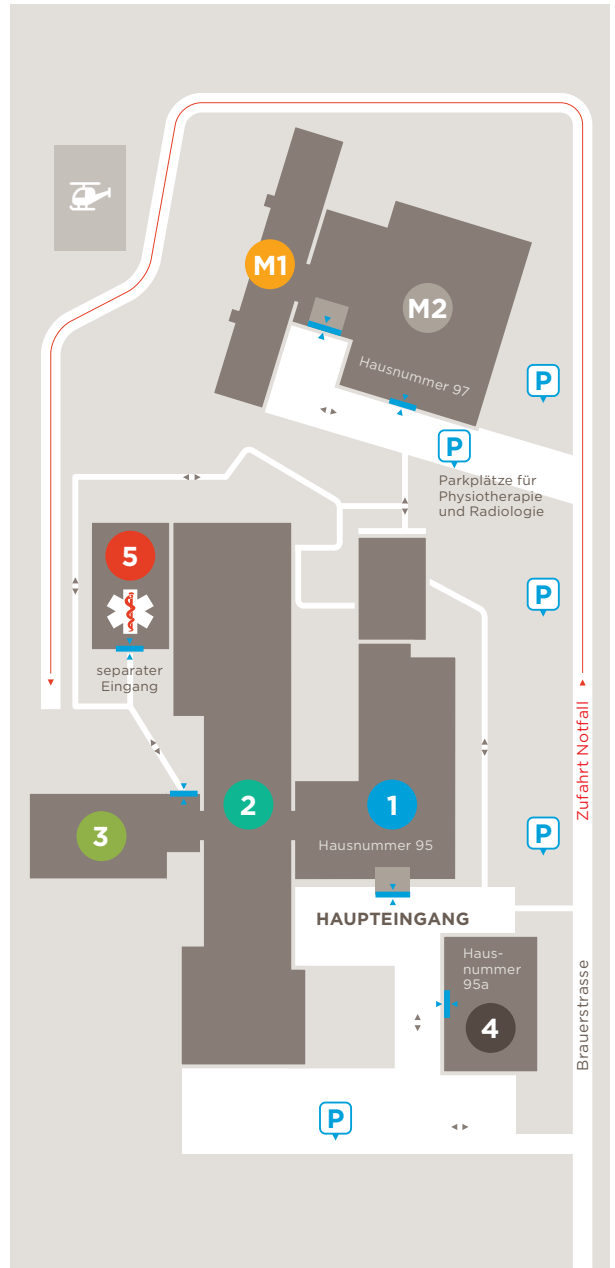 M1
M2
Hausnummer 97
P
P
Parkplätze für
Physiotherapie
und Radiologie
5
separater
Eingang
P
Zufahrt Notfall
1
2
3
Hausnummer 95
P
HAUPTEINGANG
Haus-
nummer
95a
4
Brauerstrasse
P